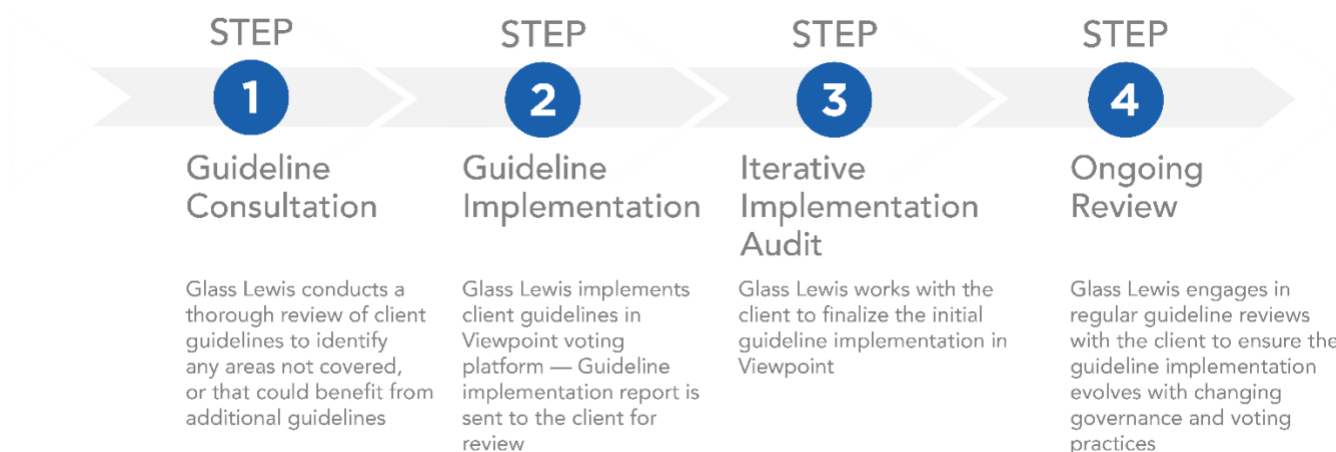 STEP
1
Guideline
Consultation
Glass Lewis conducts a
thorough review of client
guidelines to identify
any areas not covered,
or that could benefit from
additional guidelines
STEP
2
Guideline
Implementation
Glass Lewis implements
client guidelines in
Viewpoint voting
platform — Guideline
implementation report is
sent to the client for
review
STEP
3
Iterative
Implementation
Audit
Glass Lewis works with the
client to finalize the initial
guideline implementation in
Viewpoint
STEP
4
Ongoing
Review
Glass Lewis engages in
regular guideline reviews
with the client to ensure the
guideline implementation
evolves with changing
governance and voting
practices